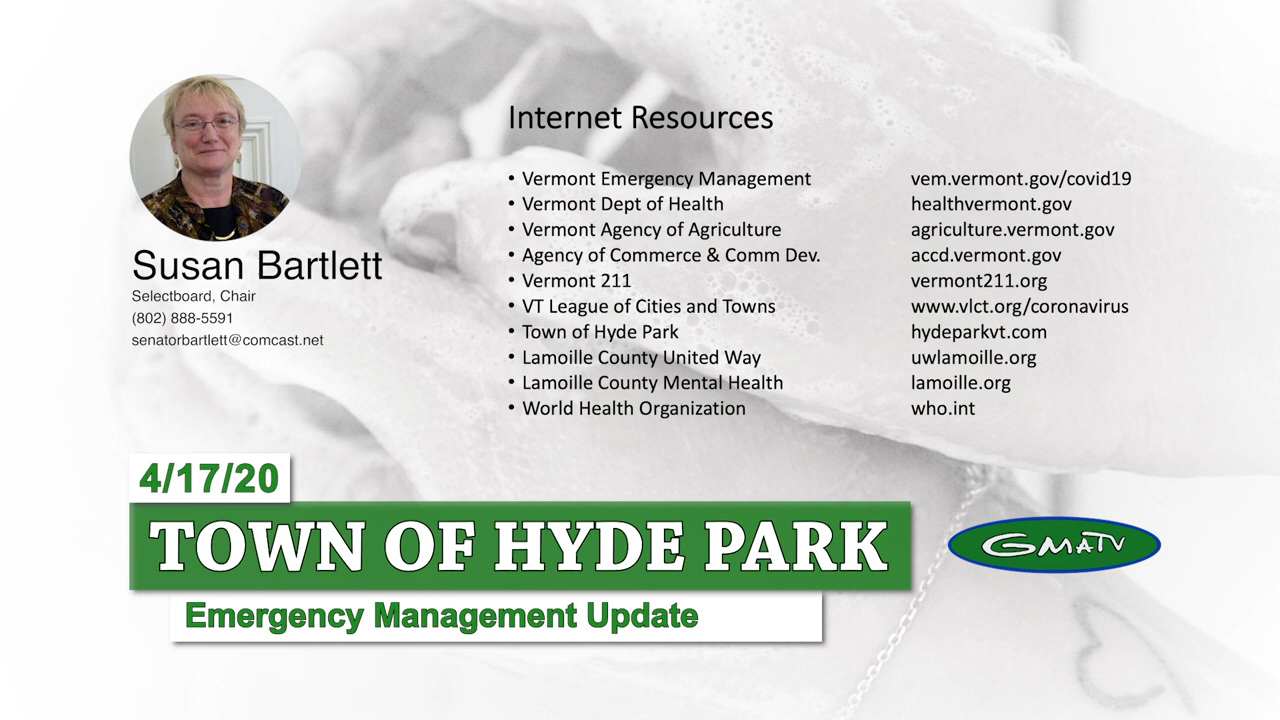 Susan Bartlett
Selectboard, Chair
(802) 888-5591
senatorbartlett@comcast.net
Internet Resources
• Vermont Emergency Management vem.vermont.gov/covid19
• Vermont Dept of Health healthvermont.gov
• Vermont Agency of Agriculture agriculture.vermont.gov
• Agency of Commerce & Comm Dev. accd.vermont.gov
• Vermont 211 vermont211.org
• VT League of Cities and Towns www.vlct.org/coronavirus
• Town of Hyde Park hydeparkvt.com
• Lamoille County United Way uwlamoille.org
• Lamoille County Mental Health lamoille.org
• World Health Organization who.int
4/17/20
TOWN OF HYDE PARK
GMATV
Emergency Management Update